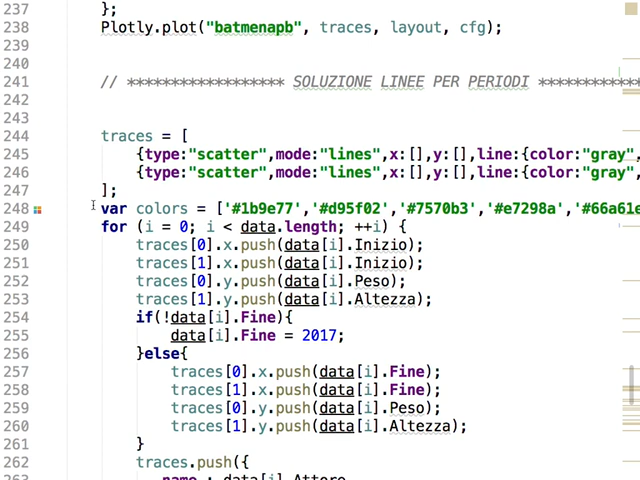 237 };
238 Plotly.plot("batmenapb", traces, layout, cfg);
239
240
241 // ****************** SOLUZIONE LINEE PER PERIODI *************
242
243
244 traces = [
245 {type:"scatter",mode:"lines",x:[],y:[],line:{color:"gray",
246 {type:"scatter",mode:"lines",x:[],y:[],line:{color:"gray",
247 ];
248 var colors = ['#1b9e77','#d95f02','#7570b3','#e7298a','#66a61e
249 for (i = 0; i < data.length; ++i) {
250 traces[0].x.push(data[i].Inizio);
251 traces[1].x.push(data[i].Inizio);
252 traces[0].y.push(data[i].Peso);
253 traces[1].y.push(data[i].Altezza);
254 if(!data[i].Fine){
255 data[i].Fine = 2017;
256 }else{
257 traces[0].x.push(data[i].Fine);
258 traces[1].x.push(data[i].Fine);
259 traces[0].y.push(data[i].Peso);
260 traces[1].y.push(data[i].Altezza);
261 }
262 traces.push({
263 name : data[i].Attore